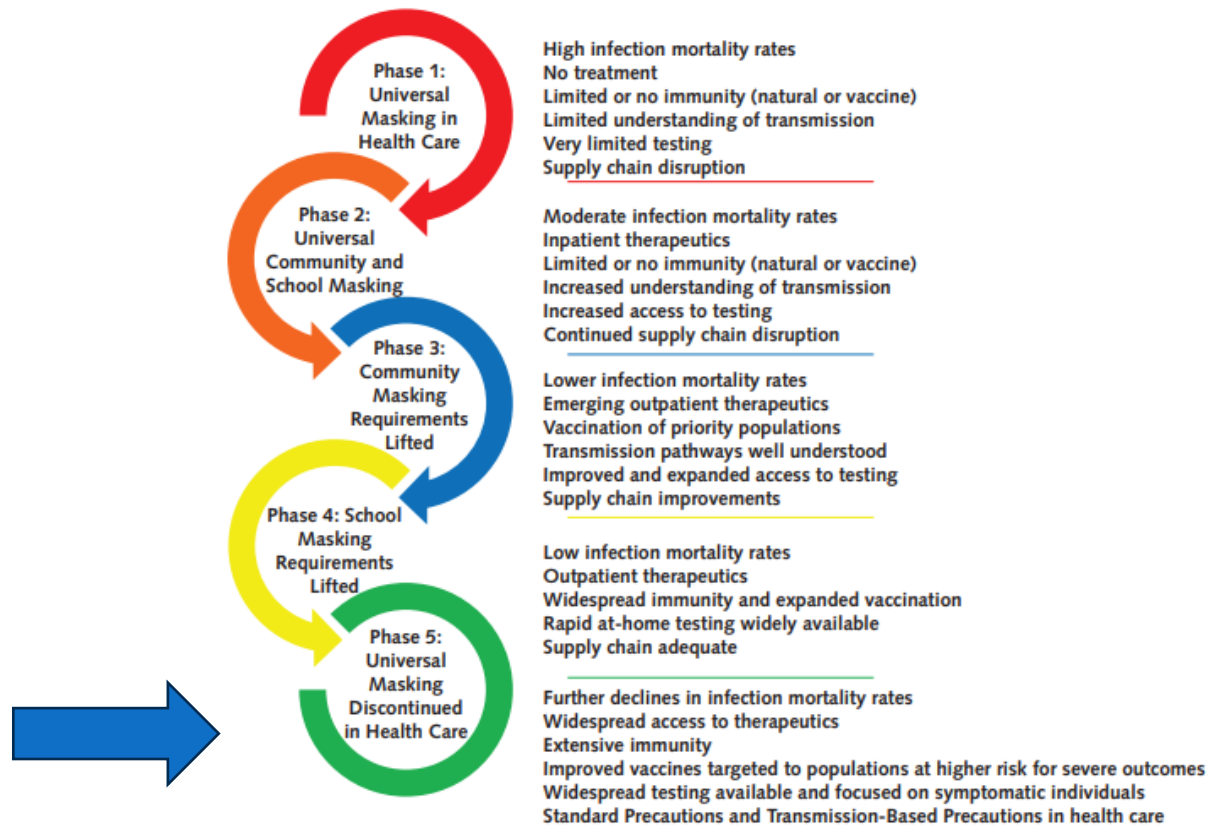 Phase 1:
Universal
Masking in
Health Care
High infection mortality rates
No treatment
Limited or no immunity (natural or vaccine)
Limited understanding of transmission
Very limited testing
Supply chain disruption
Phase 2:
Universal
Community and
School Masking
Moderate infection mortality rates
Inpatient therapeutics
Limited or no immunity (natural or vaccine)
Increased understanding of transmission
Increased access to testing
Continued supply chain disruption
Phase 3:
Community
Masking
Requirements
Lifted
Lower infection mortality rates
Emerging outpatient therapeutics
Vaccination of priority populations
Transmission pathways well understood
Improved and expanded access to testing
Supply chain improvements
Phase 4: School
Masking
Requirements
Lifted
Low infection mortality rates
Outpatient therapeutics
Widespread immunity and expanded vaccination
Rapid at-home testing widely available
Supply chain adequate
Phase 5:
Universal
Masking
Discontinued
in Health Care
Further declines in infection mortality rates
Widespread access to therapeutics
Extensive immunity
Improved vaccines targeted to populations at higher risk for severe outcomes
Widespread testing available and focused on symptomatic individuals
Standard Precautions and Transmission-Based Precautions in health care